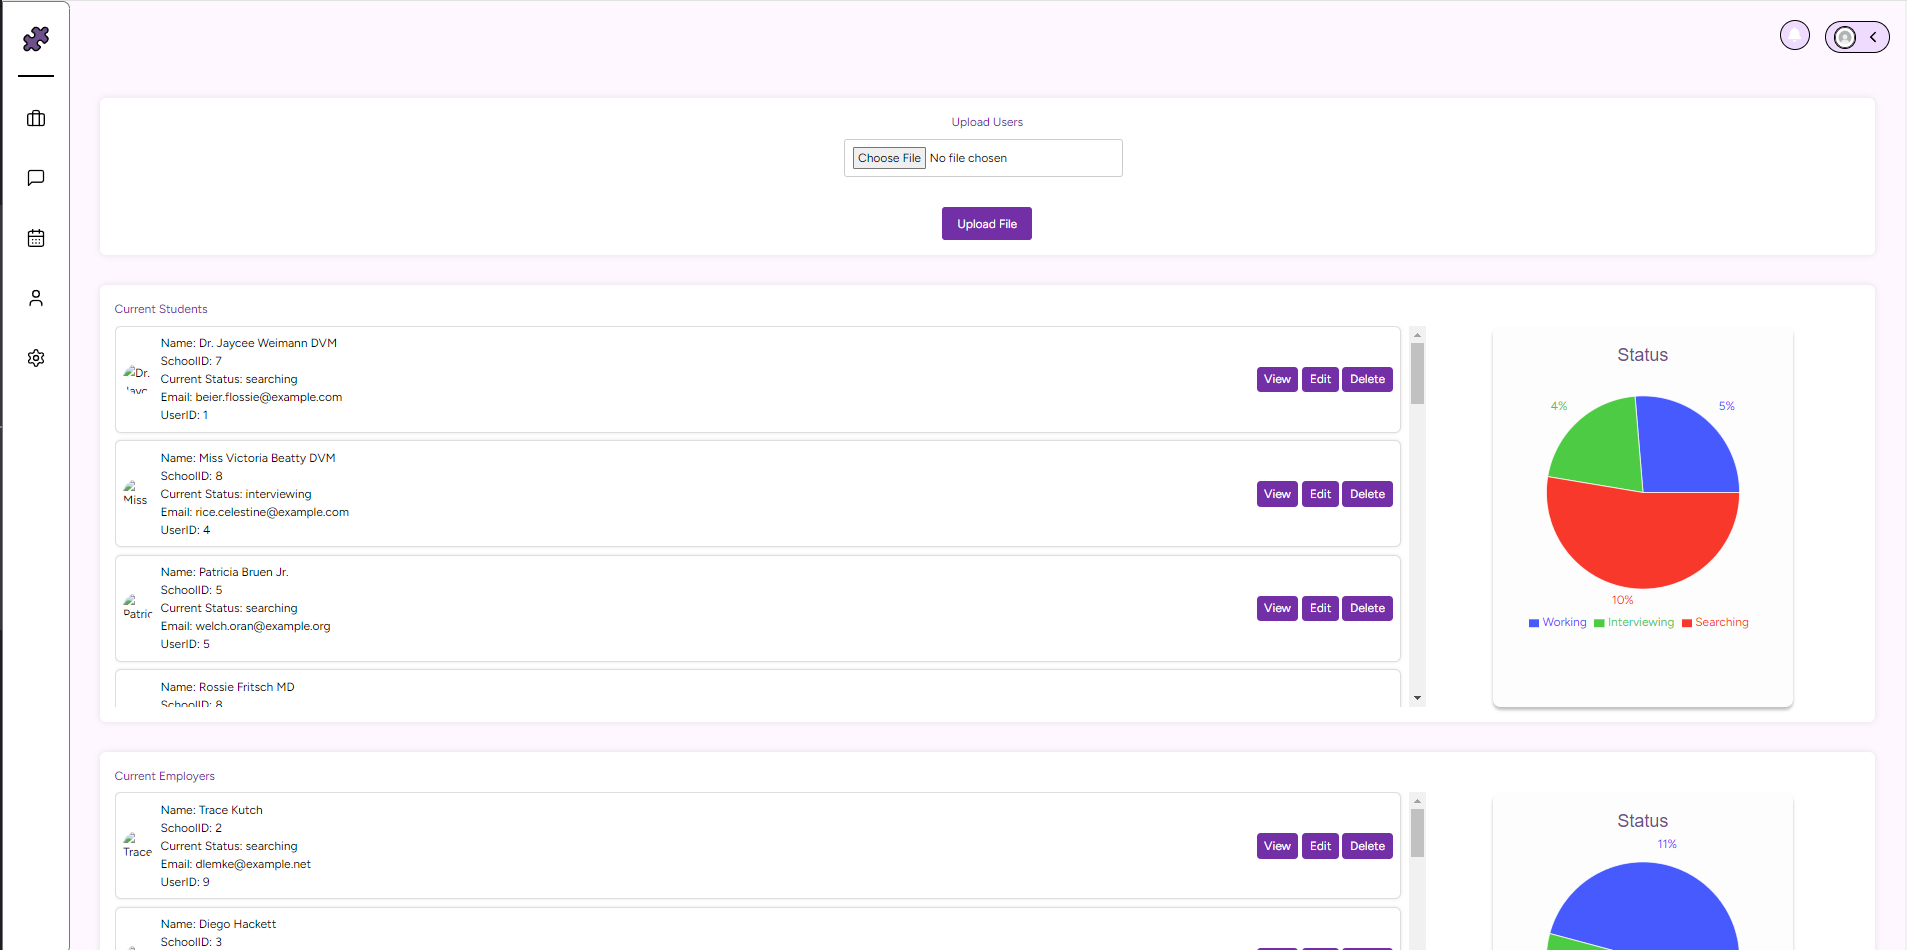 Upload Users
Choose File No file chosen
Upload File
Current Students
Dr.
Name: Dr. Jaycee Weimann DVM
SchoolID: 7
Current Status: searching
Email: beier.flossie@example.com
UserID: 1
View Edit Delete
Miss
Name: Miss Victoria Beatty DVM
SchoolID: 8
Current Status: interviewing
Email: rice.celestine@example.com
UserID: 4
View Edit Delete
Patric
Name: Patricia Bruen Jr.
SchoolID: 5
Current Status: searching
Email: welch.oran@example.org
UserID: 5
View Edit Delete
Name: Rossie Fritsch MD
SchoolID: 8
Status
4%
5%
10%
Working Interviewing Searching
Current Employers
Trace
Name: Trace Kutch
SchoolID: 2
Current Status: searching
Email: dlemke@example.net
UserID: 9
View Edit Delete
Name: Diego Hackett
SchoolID: 3
Status
11%